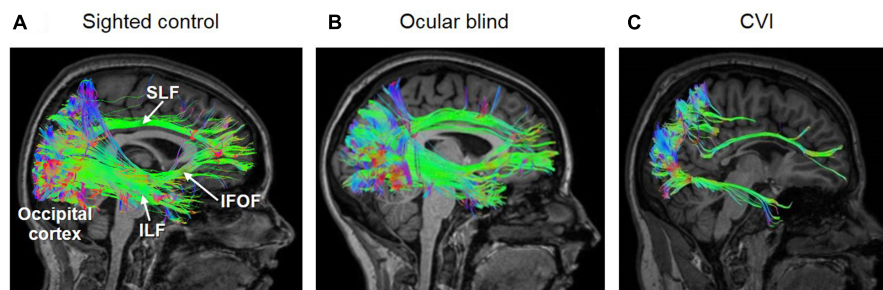 A Sighted control
B Ocular blind
C CVI
SLF
IFOF
Occipital
cortex
ILF